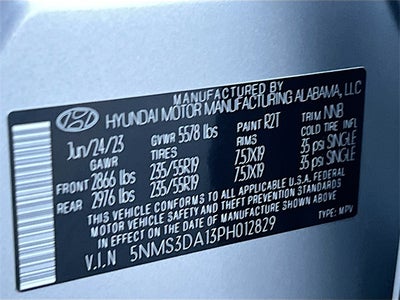 MANUFACTURED BY
HYUNDAI MOTOR MANUFACTURING ALABAMA, LLC
Jun/24/23 GVWR 5578 lbs PAINT R2T TRIM NNB
GAWR TIRES RIMS COLD TIRE INF.
FRONT 2866 lbs 235/55R19 7.5JX19 35 psi SINGLE
REAR 2976 lbs 235/55R19 7.5JX19 35 psi SINGLE
THIS VEHICLE CONFORMS TO ALL APPLICABLE U.S.A. FEDERAL
MOTOR VEHICLE SAFETY AND THEFT PREVENTION STANDARDS
IN EFFECT ON THE DATE OF MANUFACTURE SHOWN ABOVE.
V.I.N 5NMS3DA13PH012829 TYPE: MPV